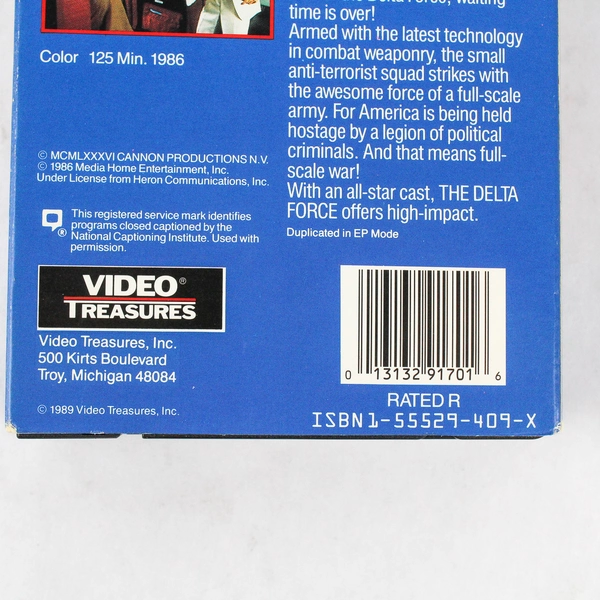 Color 125 Min. 1986
© MCMLXXXVI CANNON PRODUCTIONS N.V.
© 1986 Media Home Entertainment, Inc.
Under License from Heron Communications, Inc.
This registered service mark identifies
programs closed captioned by the
National Captioning Institute. Used with
permission.
®
VIDEO®
TREASURES
Video Treasures, Inc.
500 Kirts Boulevard
Troy, Michigan 48084
© 1989 Video Treasures, Inc.
Delta Force, waiting
time is over!
Armed with the latest technology
in combat weaponry, the small
anti-terrorist squad strikes with
the awesome force of a full-scale
army. For America is being held
hostage by a legion of political
criminals. And that means full-
scale war!
With an all-star cast, THE DELTA
FORCE offers high-impact.
Duplicated in EP Mode
0 13132 91701 6
RATED R
ISBN 1-55529-409-X